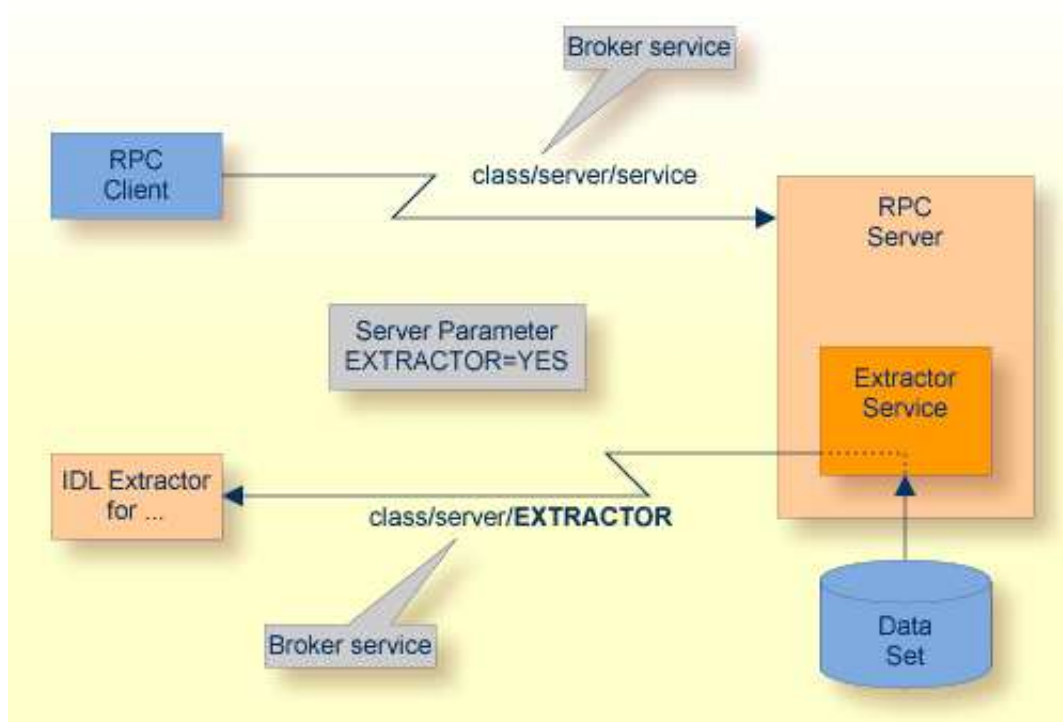 Broker service
RPC
Client
class/server/service
RPC
Server
Server Parameter
EXTRACTOR=YES
Extractor
Service
IDL Extractor
for ...
class/server/EXTRACTOR
Broker service
Data
Set